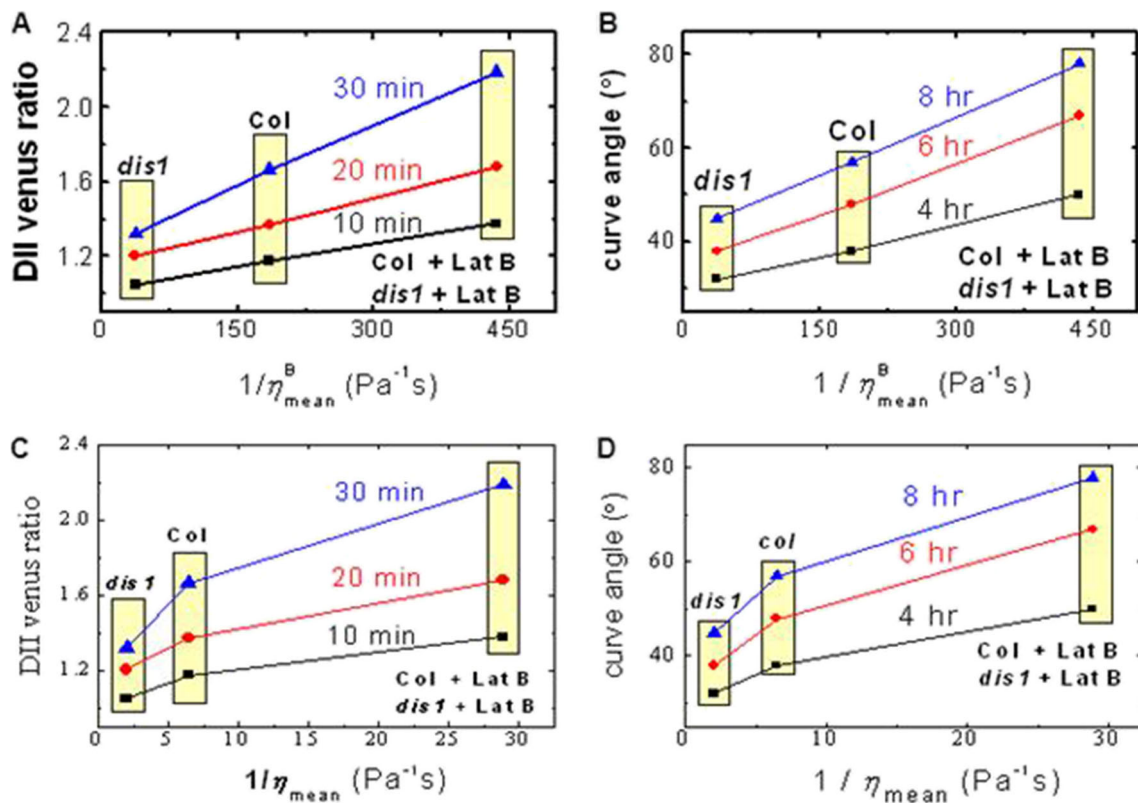 A
DII venus ratio
2.4
2.0
1.6
1.2
dis1
Col
30 min
20 min
10 min
Col + Lat B
dis1 + Lat B
0
150
300
450
1/η^B_mean (Pa⁻¹s)
B
curve angle (°)
80
60
40
dis1
Col
8 hr
6 hr
4 hr
Col + Lat B
dis1 + Lat B
0
150
300
450
1 / η^B_mean (Pa⁻¹s)
C
DII venus ratio
2.4
2.0
1.6
1.2
dis 1
Col
30 min
20 min
10 min
Col + Lat B
dis1 + Lat B
0
5
10
15
20
25
30
1/η_mean (Pa⁻¹s)
D
curve angle (°)
80
60
40
dis1
col
8 hr
6 hr
4 hr
Col + Lat B
dis1 + Lat B
0
10
20
30
1 / η_mean (Pa⁻¹s)